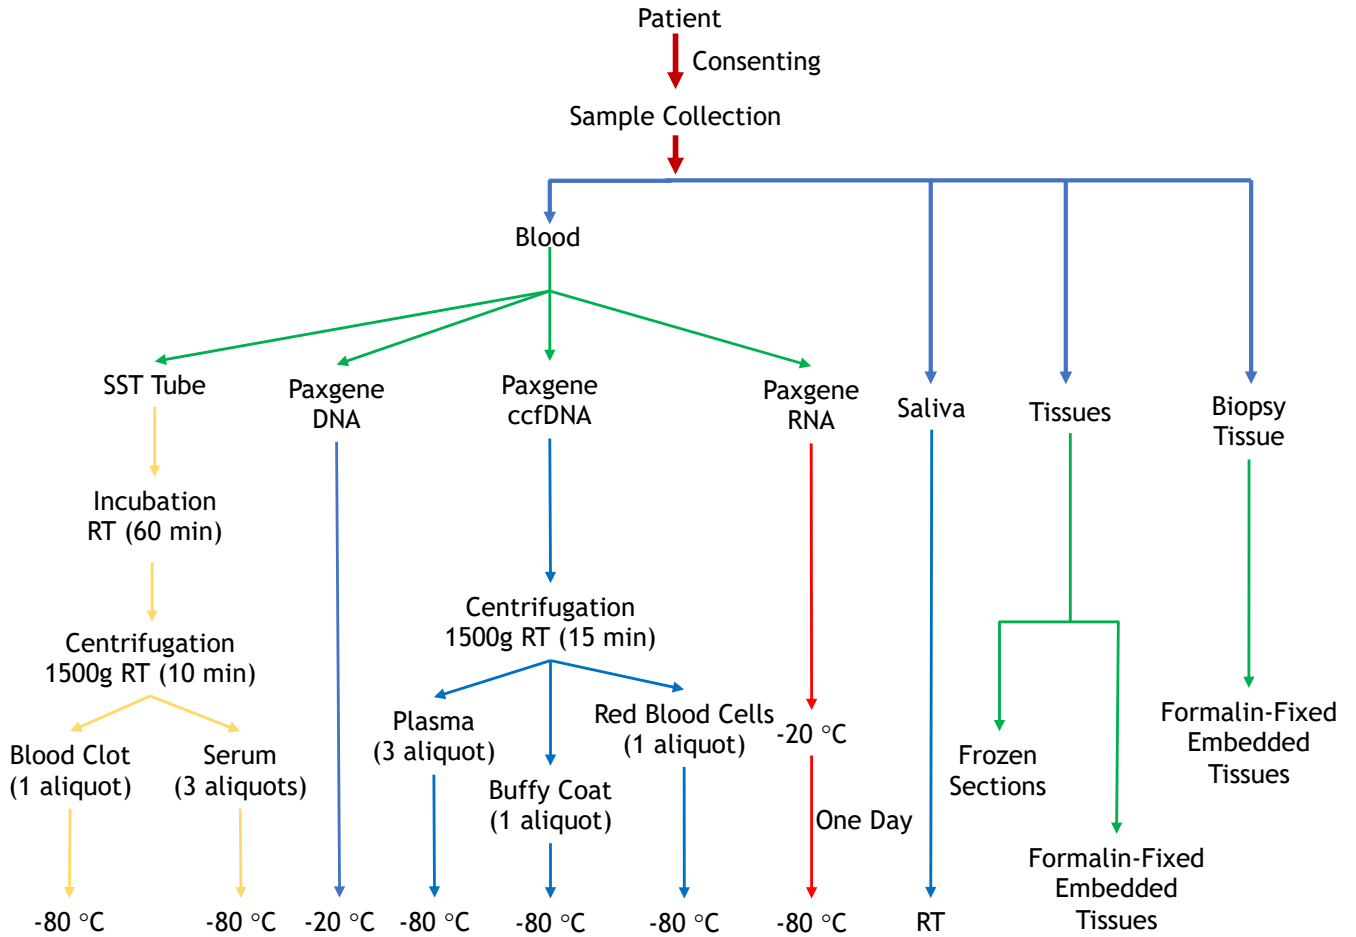 Patient
Consenting
Sample Collection
Blood
SST Tube
Paxgene
DNA
Paxgene
ccfDNA
Paxgene
RNA
Saliva
Tissues
Biopsy
Tissue
Incubation
RT (60 min)
Centrifugation
1500g RT (10 min)
Centrifugation
1500g RT (15 min)
Blood Clot
(1 aliquot)
Serum
(3 aliquots)
Plasma
(3 aliquot)
Buffy Coat
(1 aliquot)
Red Blood Cells
(1 aliquot)
-20 °C
One Day
Frozen
Sections
Formalin-Fixed
Embedded
Tissues
Formalin-Fixed
Embedded
Tissues
-80 °C
-80 °C
-20 °C
-80 °C
-80 °C
-80 °C
-80 °C
RT